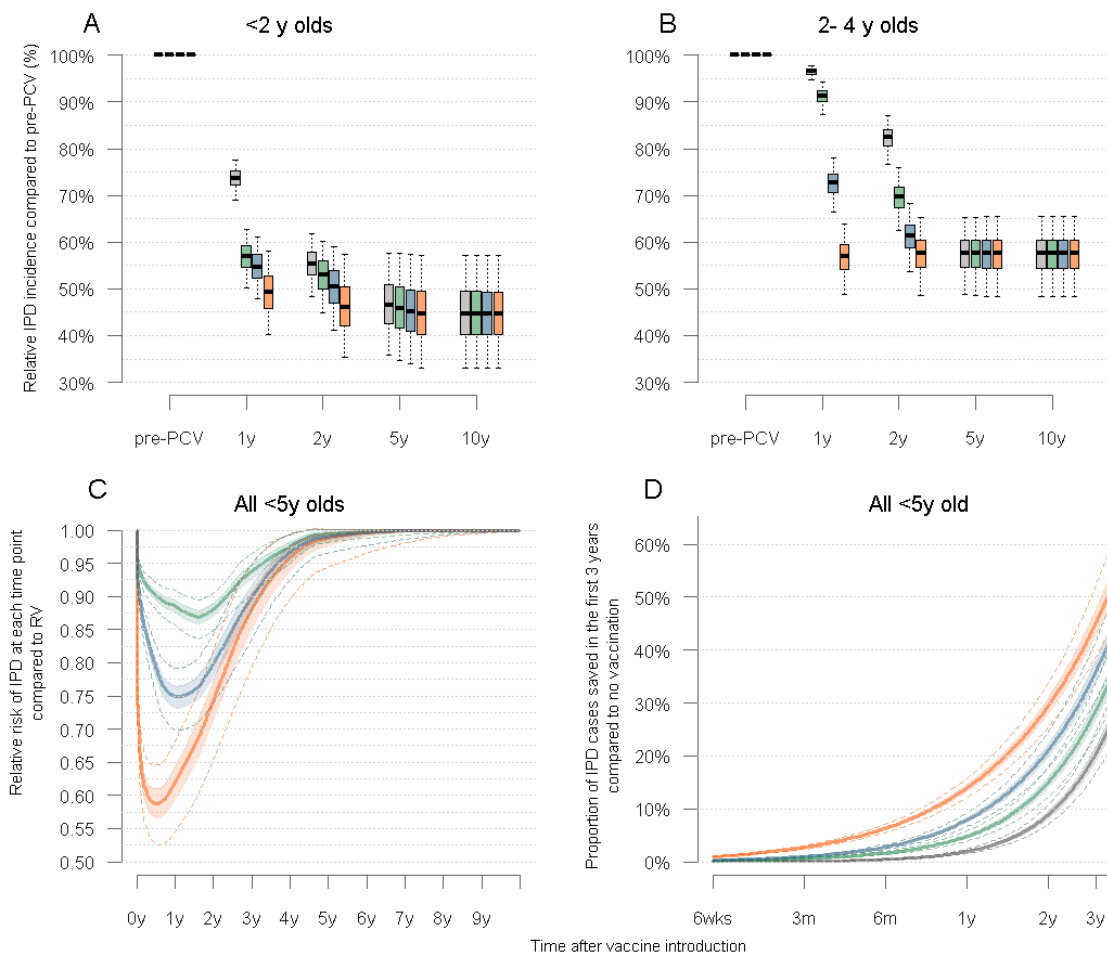 A
<2 y olds
B
2- 4 y olds
Relative IPD incidence compared to pre-PCV (%)
100%
90%
80%
70%
60%
50%
40%
30%
100%
90%
80%
70%
60%
50%
40%
30%
pre-PCV 1y 2y 5y 10y
pre-PCV 1y 2y 5y 10y
C
All <5y olds
D
All <5y old
Relative risk of IPD at each time point
compared to RV
1.00
0.95
0.90
0.85
0.80
0.75
0.70
0.65
0.60
0.55
0.50
Proportion of IPD cases saved in the first 3 years
compared to no vaccination
60%
50%
40%
30%
20%
10%
0%
0y 1y 2y 3y 4y 5y 6y 7y 8y 9y
6wks 3m 6m 1y 2y 3y
Time after vaccine introduction